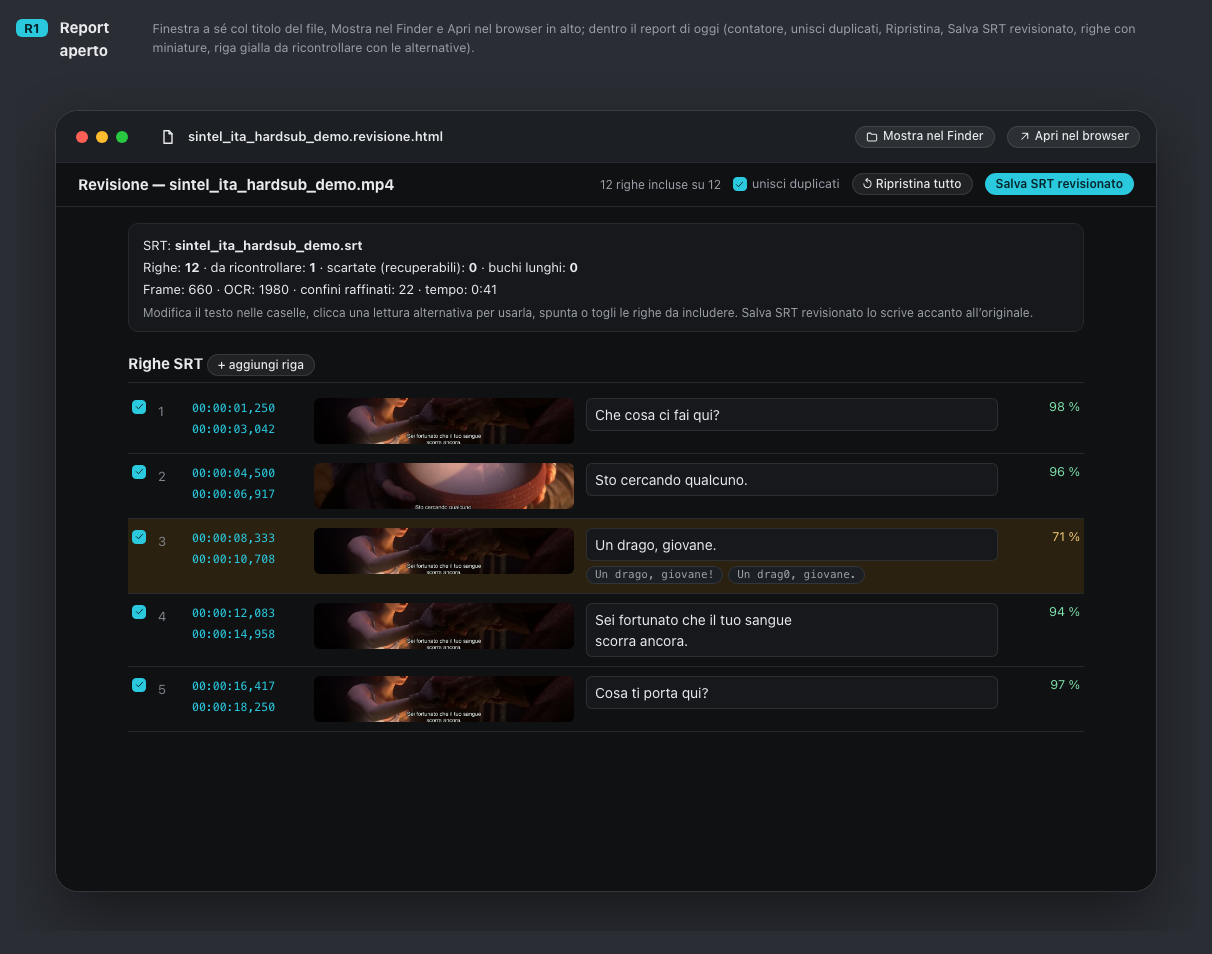 R1 Report aperto
Finestra a sé col titolo del file, Mostra nel Finder e Apri nel browser in alto; dentro il report di oggi (contatore, unisci duplicati, Ripristina, Salva SRT revisionato, righe con
miniature, riga gialla da ricontrollare con le alternative).
sintel_ita_hardsub_demo.revisione.html
Mostra nel Finder
Apri nel browser
Revisione — sintel_ita_hardsub_demo.mp4
12 righe incluse su 12
unisci duplicati
Ripristina tutto
Salva SRT revisionato
SRT: sintel_ita_hardsub_demo.srt
Righe: 12 · da ricontrollare: 1 · scartate (recuperabili): 0 · buchi lunghi: 0
Frame: 660 · OCR: 1980 · confini raffinati: 22 · tempo: 0:41
Modifica il testo nelle caselle, clicca una lettura alternativa per usarla, spunta o togli le righe da includere. Salva SRT revisionato lo scrive accanto all’originale.
Righe SRT
+ aggiungi riga
1
00:00:01,250
00:00:03,042
Sei fortunato che il tuo sangue
scorra ancora.
Che cosa ci fai qui?
98 %
2
00:00:04,500
00:00:06,917
Sto cercando qualcuno.
Sto cercando qualcuno.
96 %
3
00:00:08,333
00:00:10,708
Sei fortunato che il tuo sangue
scorra ancora.
Un drago, giovane.
Un drago, giovane!
Un drag0, giovane.
71 %
4
00:00:12,083
00:00:14,958
Sei fortunato che il tuo sangue
scorra ancora.
Sei fortunato che il tuo sangue
scorra ancora.
94 %
5
00:00:16,417
00:00:18,250
Sei fortunato che il tuo sangue
scorra ancora.
Cosa ti porta qui?
97 %